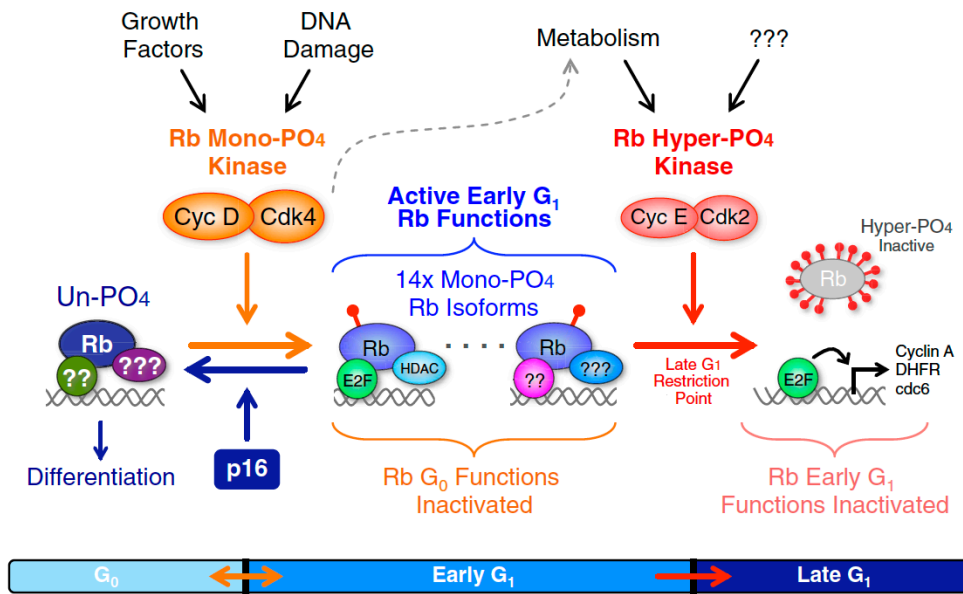 Growth
Factors
DNA
Damage
Metabolism
???
Rb Mono-PO4
Kinase
Rb Hyper-PO4
Kinase
Cyc D
Cdk4
Active Early G1
Rb Functions
Cyc E
Cdk2
Hyper-PO4
Inactive
Rb
14x Mono-PO4
Rb Isoforms
Un-PO4
Rb
??
???
Rb
E2F
HDAC
. . . .
Rb
??
???
Late G1
Restriction
Point
E2F
Cyclin A
DHFR
cdc6
Differentiation
p16
Rb G0 Functions
Inactivated
Rb Early G1
Functions Inactivated
G0
Early G1
Late G1